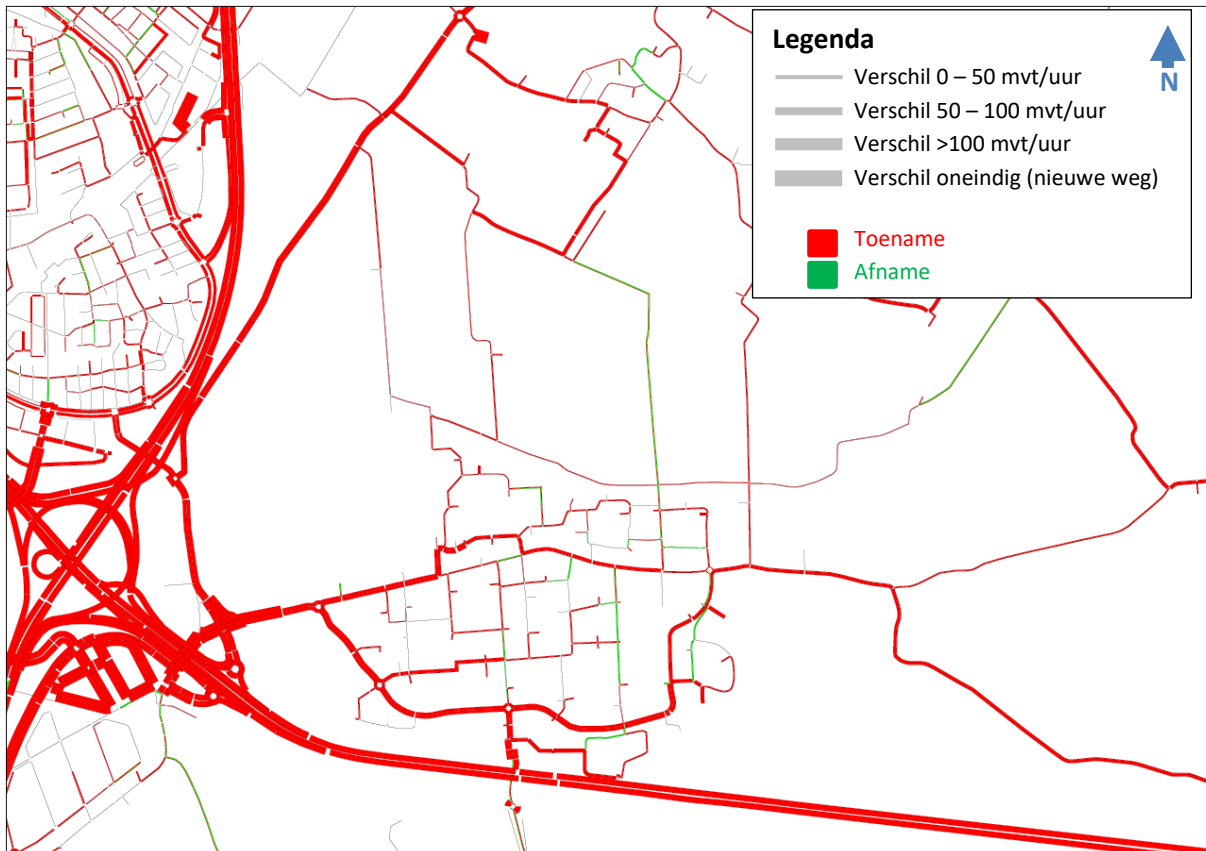 Legenda
Verschil 0 – 50 mvt/uur
Verschil 50 – 100 mvt/uur
Verschil >100 mvt/uur
Verschil oneindig (nieuwe weg)
Toename
Afname
N